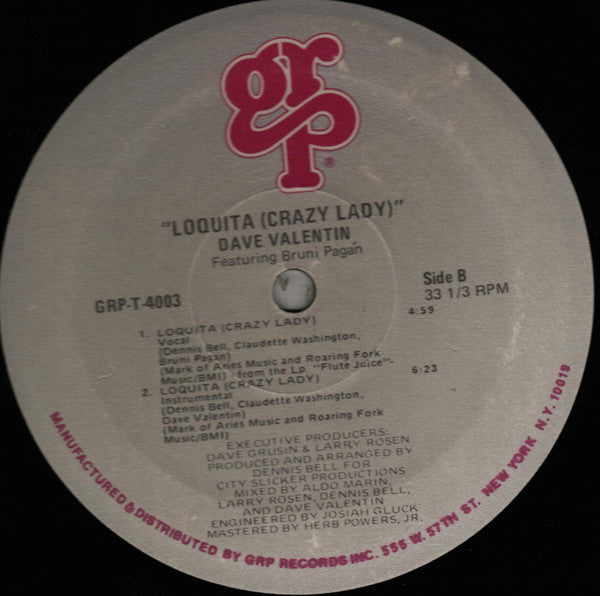 grp®
"LOQUITA (CRAZY LADY)"
DAVE VALENTIN
Featuring Bruni Pagán
GRP-T-4003
Side B
33 1/3 RPM
1. LOQUITA (CRAZY LADY) 4:59
Vocal
(Dennis Bell, Claudette Washington,
Bruni Pagán)
(Mark of Aries Music and Roaring Fork
Music/BMI) - from the Lp "Flute Juice".
2. LOQUITA (CRAZY LADY) 6:23
Instrumental
(Dennis Bell, Claudette Washington,
Dave Valentin)
(Mark of Aries Music and Roaring Fork
Music/BMI)
EXECUTIVE PRODUCERS:
DAVE GRUSIN & LARRY ROSEN
PRODUCED AND ARRANGED BY
DENNIS BELL FOR
CITY SLICKER PRODUCTIONS
MIXED BY ALDO MARIN,
LARRY ROSEN, DENNIS BELL,
AND DAVE VALENTIN
ENGINEERED BY JOSIAH GLUCK
MASTERED BY HERB POWERS, JR.
MANUFACTURED & DISTRIBUTED BY GRP RECORDS INC. 555 W. 57TH ST. NEW YORK N.Y. 10019